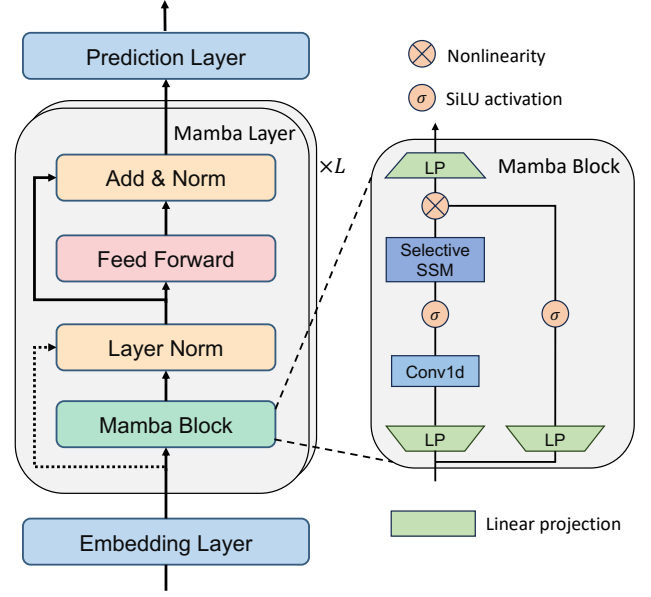 Prediction Layer
Mamba Layer
×L
Add & Norm
Feed Forward
Layer Norm
Mamba Block
Embedding Layer
Nonlinearity
σ
SiLU activation
Mamba Block
LP
Selective
SSM
σ
σ
Conv1d
LP
LP
Linear projection